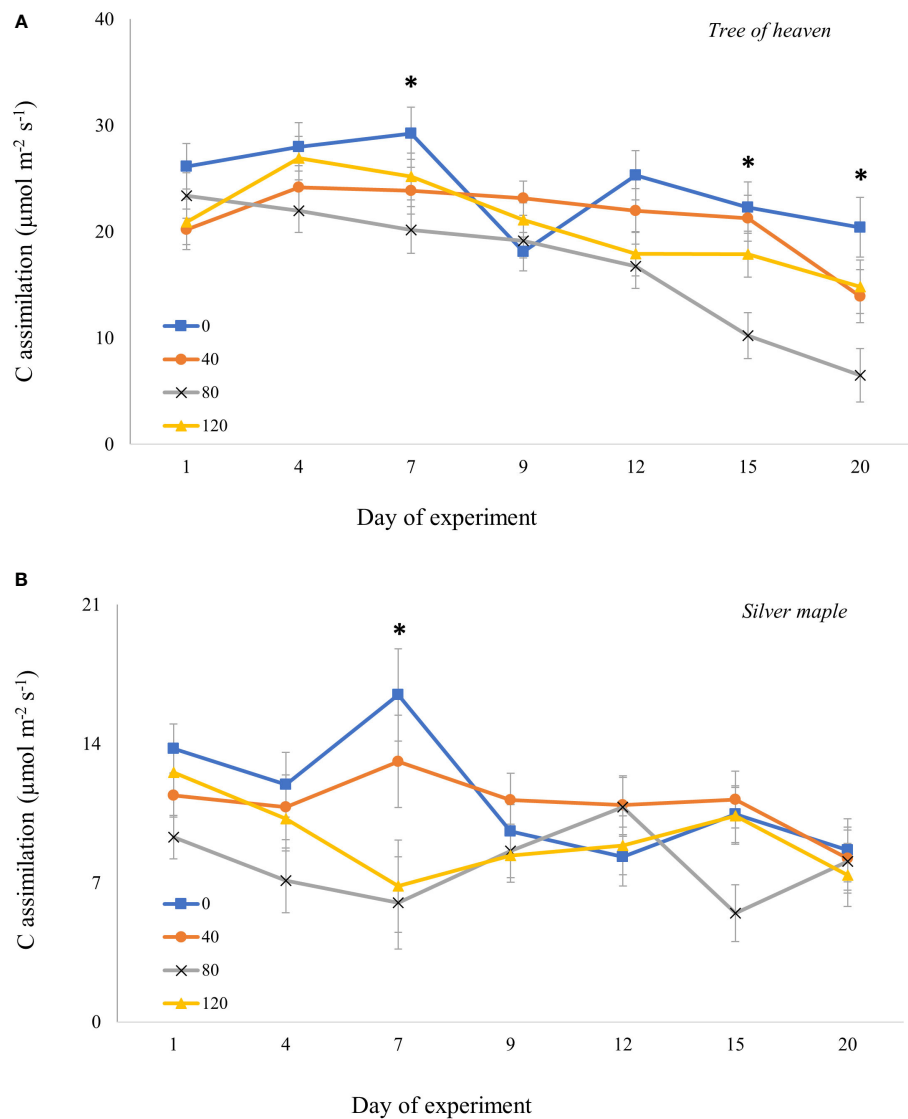 A
Tree of heaven
C assimilation (µmol m⁻² s⁻¹)
40
30
20
10
0
*
*
*
0
40
80
120
1 4 7 9 12 15 20
Day of experiment
B
Silver maple
C assimilation (µmol m⁻² s⁻¹)
21
14
7
0
*
0
40
80
120
1 4 7 9 12 15 20
Day of experiment